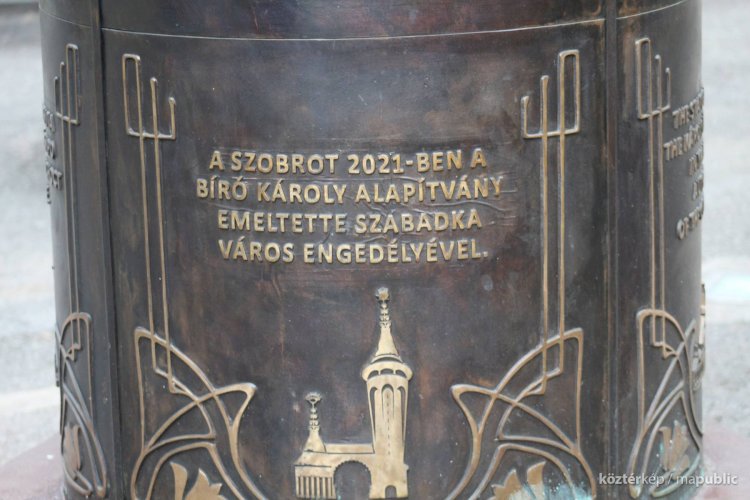 A SZOBROT 2021-BEN A
BÍRÓ KÁROLY ALAPÍTVÁNY
EMELTETTE SZABADKA
VÁROS ENGEDÉLYÉVEL.
köztérkép / mapublic